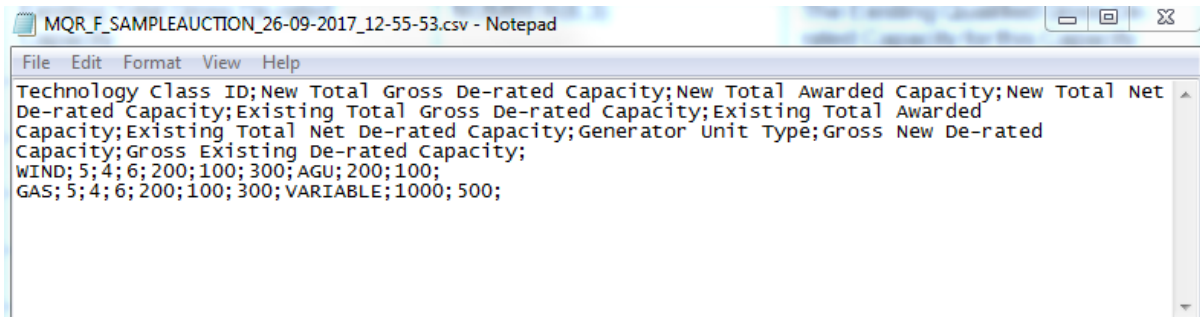 MQR_F_SAMPLEAUCTION_26-09-2017_12-55-53.csv - Notepad
File Edit Format View Help
Technology Class ID;New Total Gross De-rated Capacity;New Total Awarded Capacity;New Total Net
De-rated Capacity;Existing Total Gross De-rated Capacity;Existing Total Awarded
Capacity;Existing Total Net De-rated Capacity;Generator Unit Type;Gross New De-rated
Capacity;Gross Existing De-rated Capacity;
WIND;5;4;6;200;100;300;AGU;200;100;
GAS;5;4;6;200;100;300;VARIABLE;1000;500;